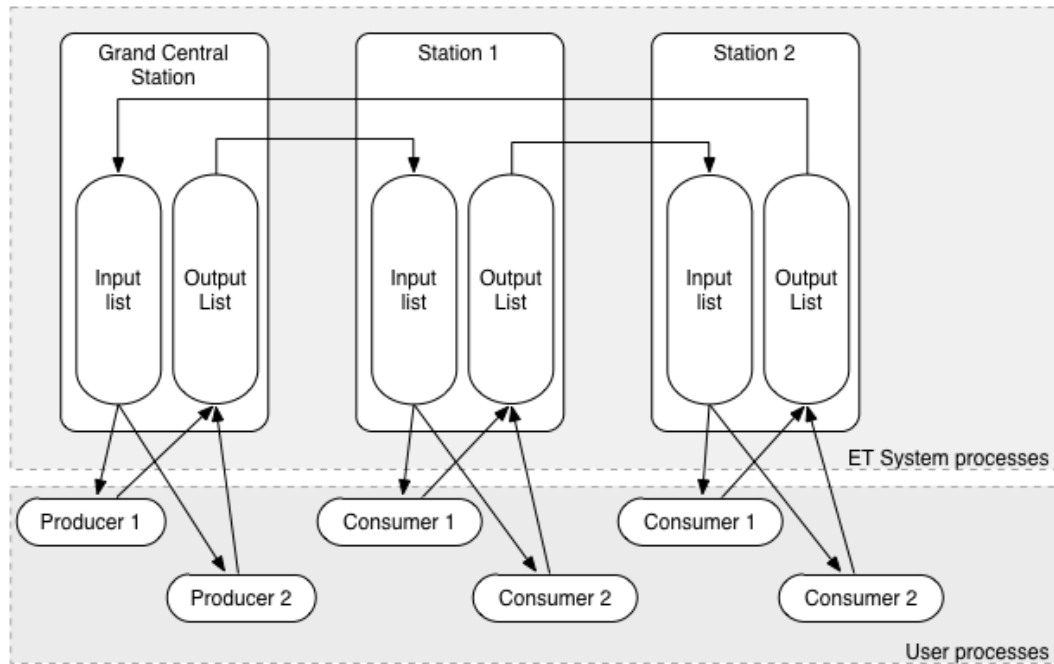 Grand Central
Station
Station 1
Station 2
Input
list
Output
List
Input
list
Output
List
Input
list
Output
List
ET System processes
Producer 1
Consumer 1
Consumer 1
Producer 2
Consumer 2
Consumer 2
User processes